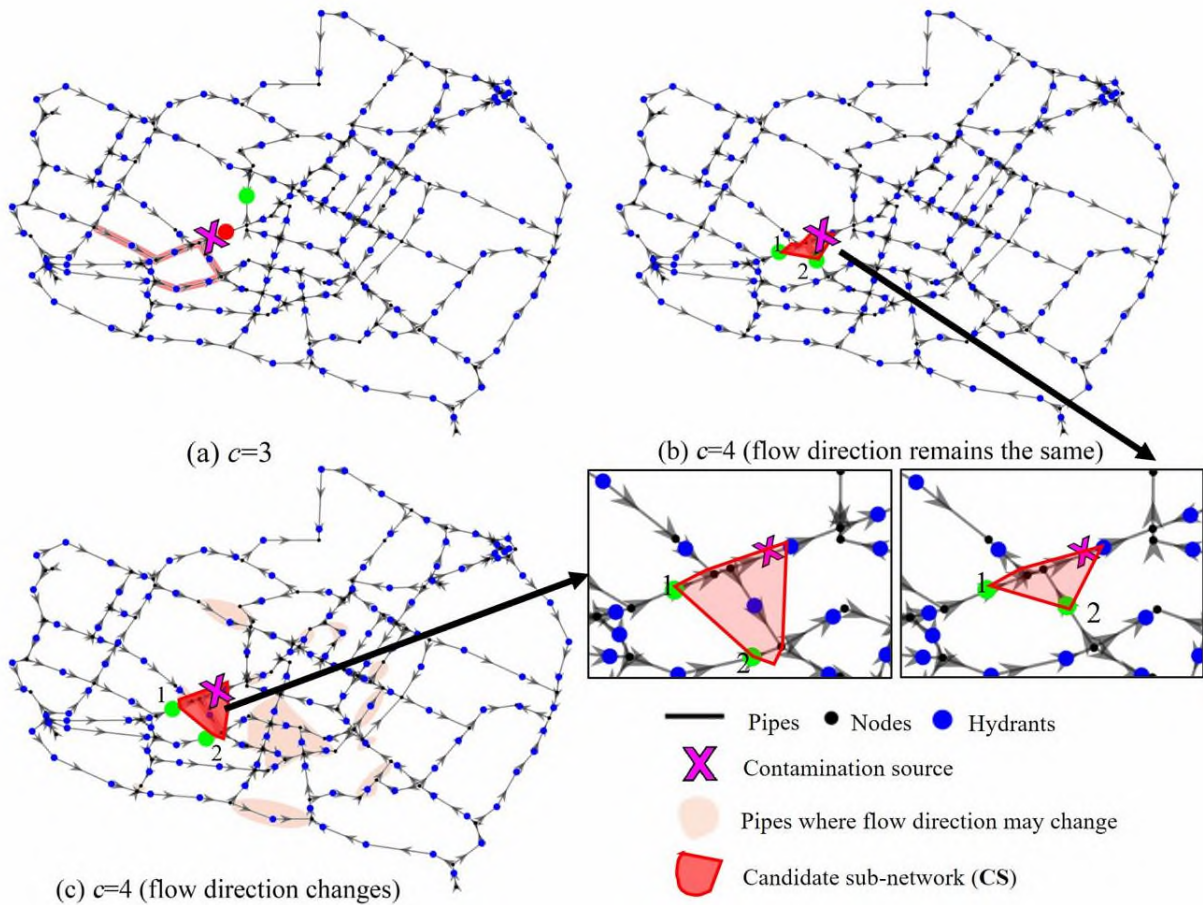 1
2
(a) c=3
(b) c=4 (flow direction remains the same)
1
2
(c) c=4 (flow direction changes)
1
2
1
2
Pipes
Nodes
Hydrants
Contamination source
Pipes where flow direction may change
Candidate sub-network (CS)